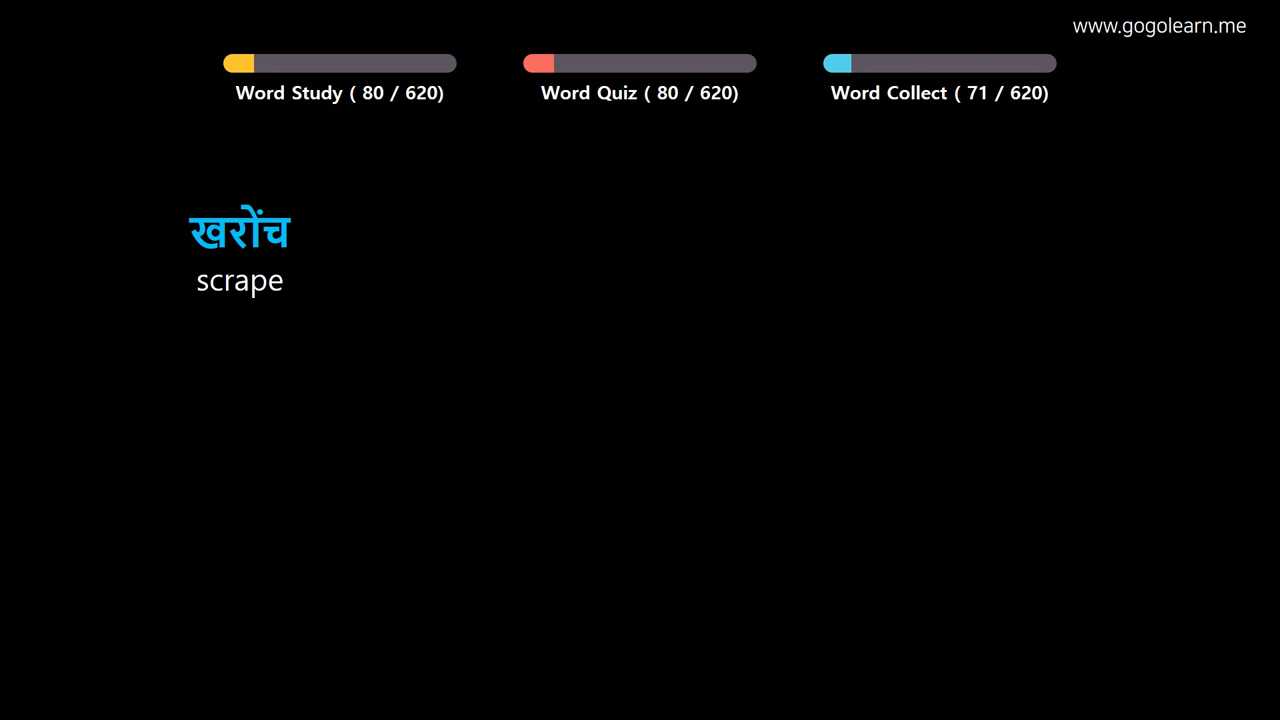 www.gogolearn.me
Word Study ( 80 / 620)
Word Quiz ( 80 / 620)
Word Collect ( 71 / 620)
खरोंच
scrape